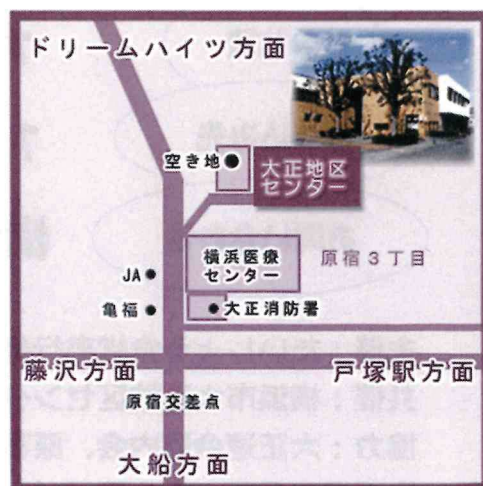 ドリームハイツ方面
空き地
大正地区
センター
横浜医療
センター
原宿３丁目
JA
亀福
大正消防署
藤沢方面
戸塚駅方面
原宿交差点
大船方面